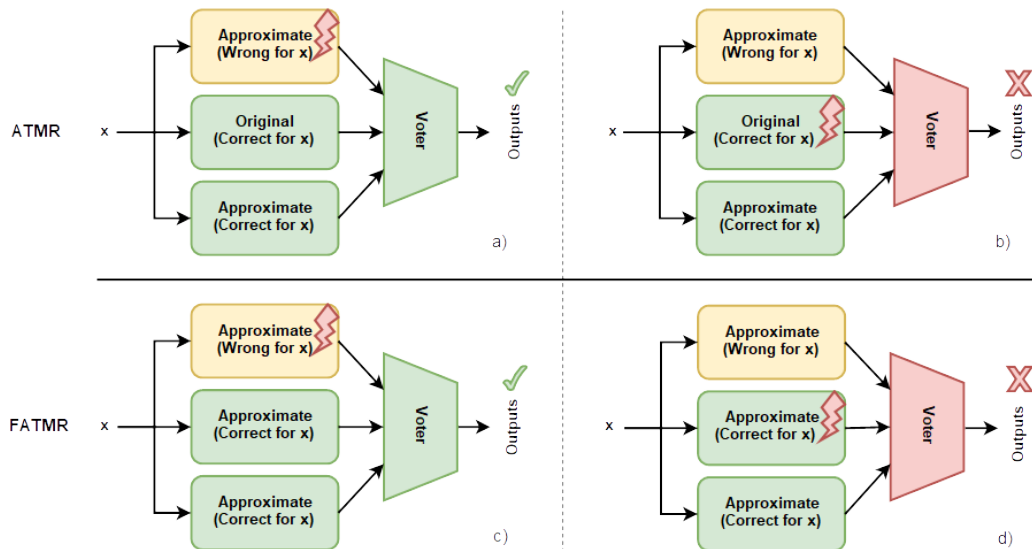 ATMR
x
Approximate
(Wrong for x)
Original
(Correct for x)
Approximate
(Correct for x)
Voter
Outputs
a)
x
Approximate
(Wrong for x)
Original
(Correct for x)
Approximate
(Correct for x)
Voter
Outputs
b)
FATMR
x
Approximate
(Wrong for x)
Approximate
(Correct for x)
Approximate
(Correct for x)
Voter
Outputs
c)
x
Approximate
(Wrong for x)
Approximate
(Correct for x)
Approximate
(Correct for x)
Voter
Outputs
d)